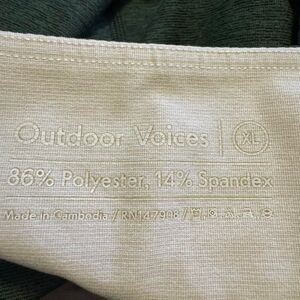 Outdoor Voices | XL
86% Polyester, 14% Spandex
Made in Cambodia / RN147908 /